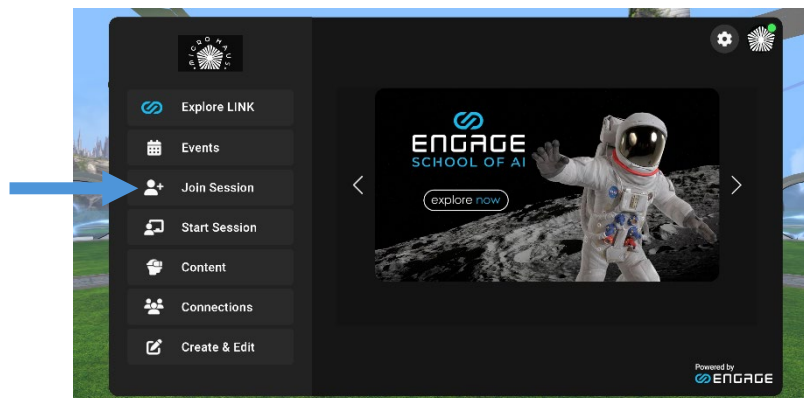 MICROHAUS
Explore LINK
Events
Join Session
Start Session
Content
Connections
Create & Edit
ENGAGE
SCHOOL OF AI
explore now
Powered by
ENGAGE